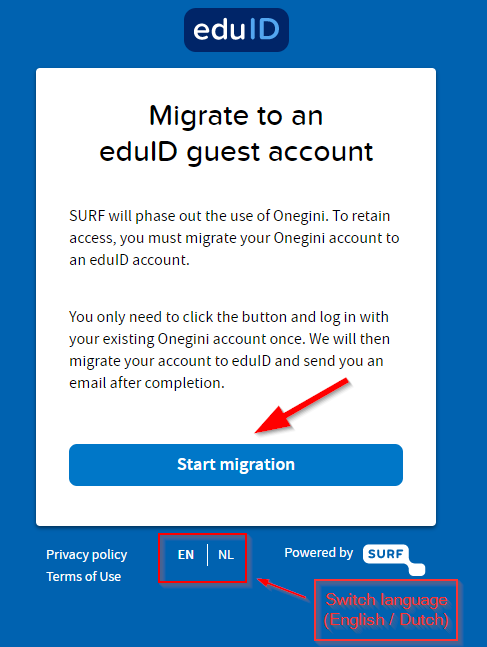 eduID
Migrate to an
eduID guest account
SURF will phase out the use of Onegini. To retain
access, you must migrate your Onegini account to
an eduID account.
You only need to click the button and log in with
your existing Onegini account once. We will then
migrate your account to eduID and send you an
email after completion.
Start migration
Privacy policy
Terms of Use
EN | NL
Powered by SURF
Switch language
(English / Dutch)